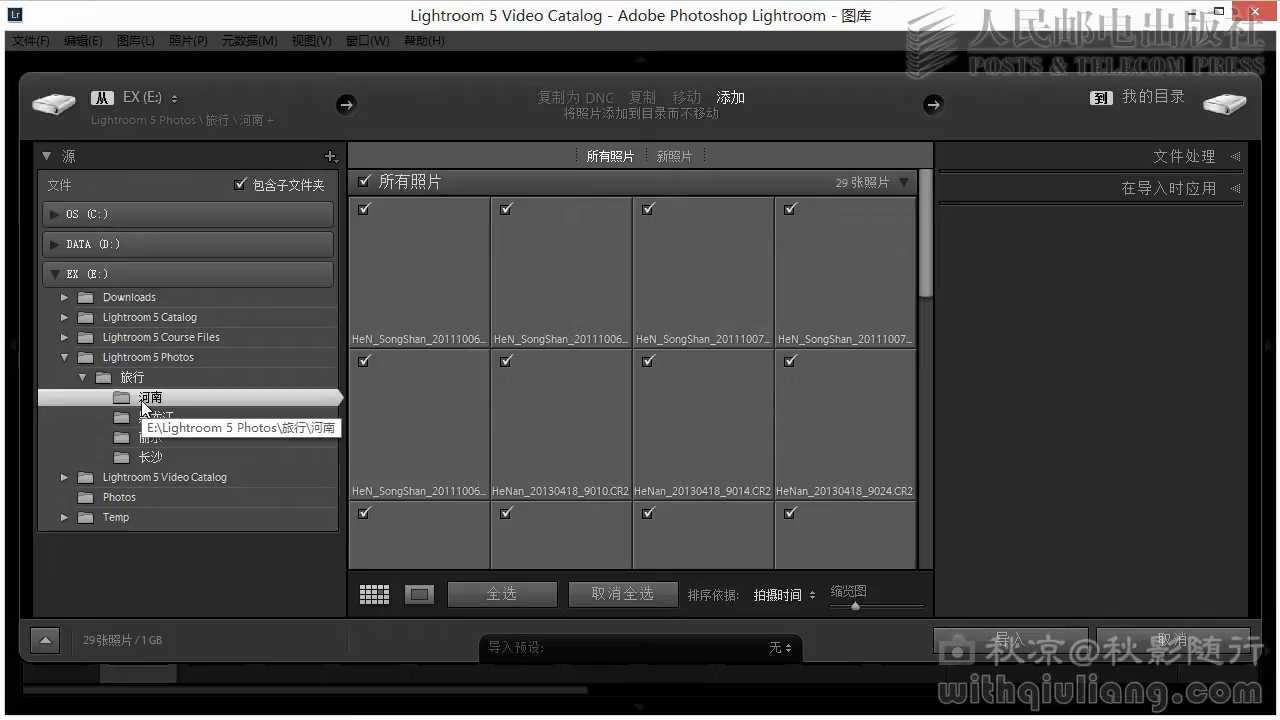 Lr
Lightroom 5 Video Catalog - Adobe Photoshop Lightroom - 图库
文件(F) 编辑(E) 图库(L) 照片(P) 元数据(M) 视图(V) 窗口(W) 帮助(H)
人民邮电出版社
POSTS & TELECOM PRESS
从 EX (E:)
Lightroom 5 Photos \ 旅行 \ 河南 +
复制为 DNG 复制 移动 添加
将照片添加到目录而不移动
到 我的目录
源
文件 包含子文件夹
OS (C:)
DATA (D:)
EX (E:)
Downloads
Lightroom 5 Catalog
Lightroom 5 Course Files
Lightroom 5 Photos
旅行
河南
E:\Lightroom 5 Photos\旅行\河南
长沙
Lightroom 5 Video Catalog
Photos
Temp
所有照片 新照片
所有照片 29 张照片
HeN_SongShan_20111006... HeN_SongShan_20111006... HeN_SongShan_20111007... HeN_SongShan_20111007...
HeN_SongShan_20111006... HeNan_20130418_9010.CR2 HeNan_20130418_9014.CR2 HeNan_20130418_9024.CR2
全选 取消全选 排序依据: 拍摄时间 缩览图
文件处理
在导入时应用
29张照片 / 1 GB
导入预设: 无
导入 取消
秋凉@秋影随行
withqiuliang.com